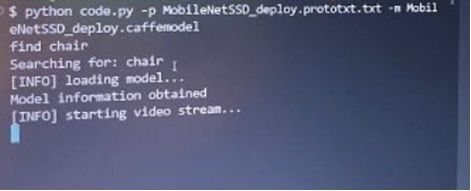 $ python code.py -p MobileNetSSD_deploy.prototxt.txt -m Mobil
eNetSSD_deploy.caffemodel
find chair
Searching for: chair
[INFO] loading model...
Model information obtained
[INFO] starting video stream...